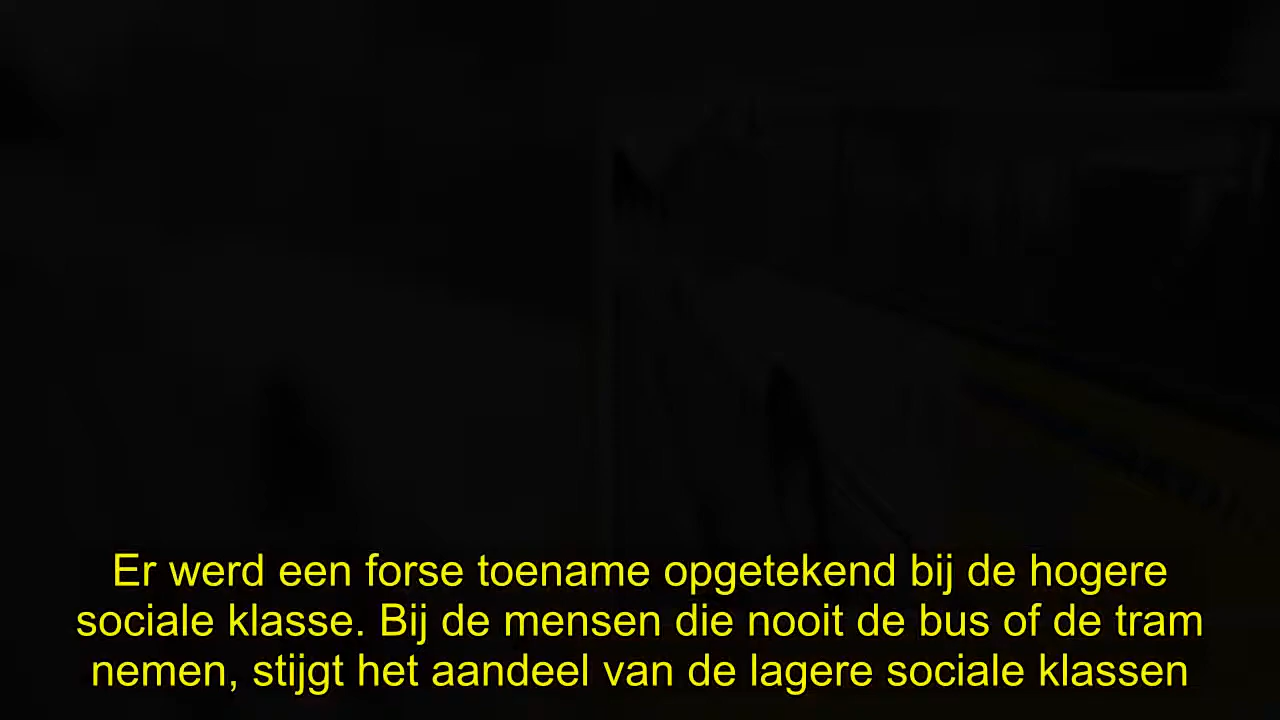 Er werd een forse toename opgetekend bij de hogere
sociale klasse. Bij de mensen die nooit de bus of de tram
nemen, stijgt het aandeel van de lagere sociale klassen